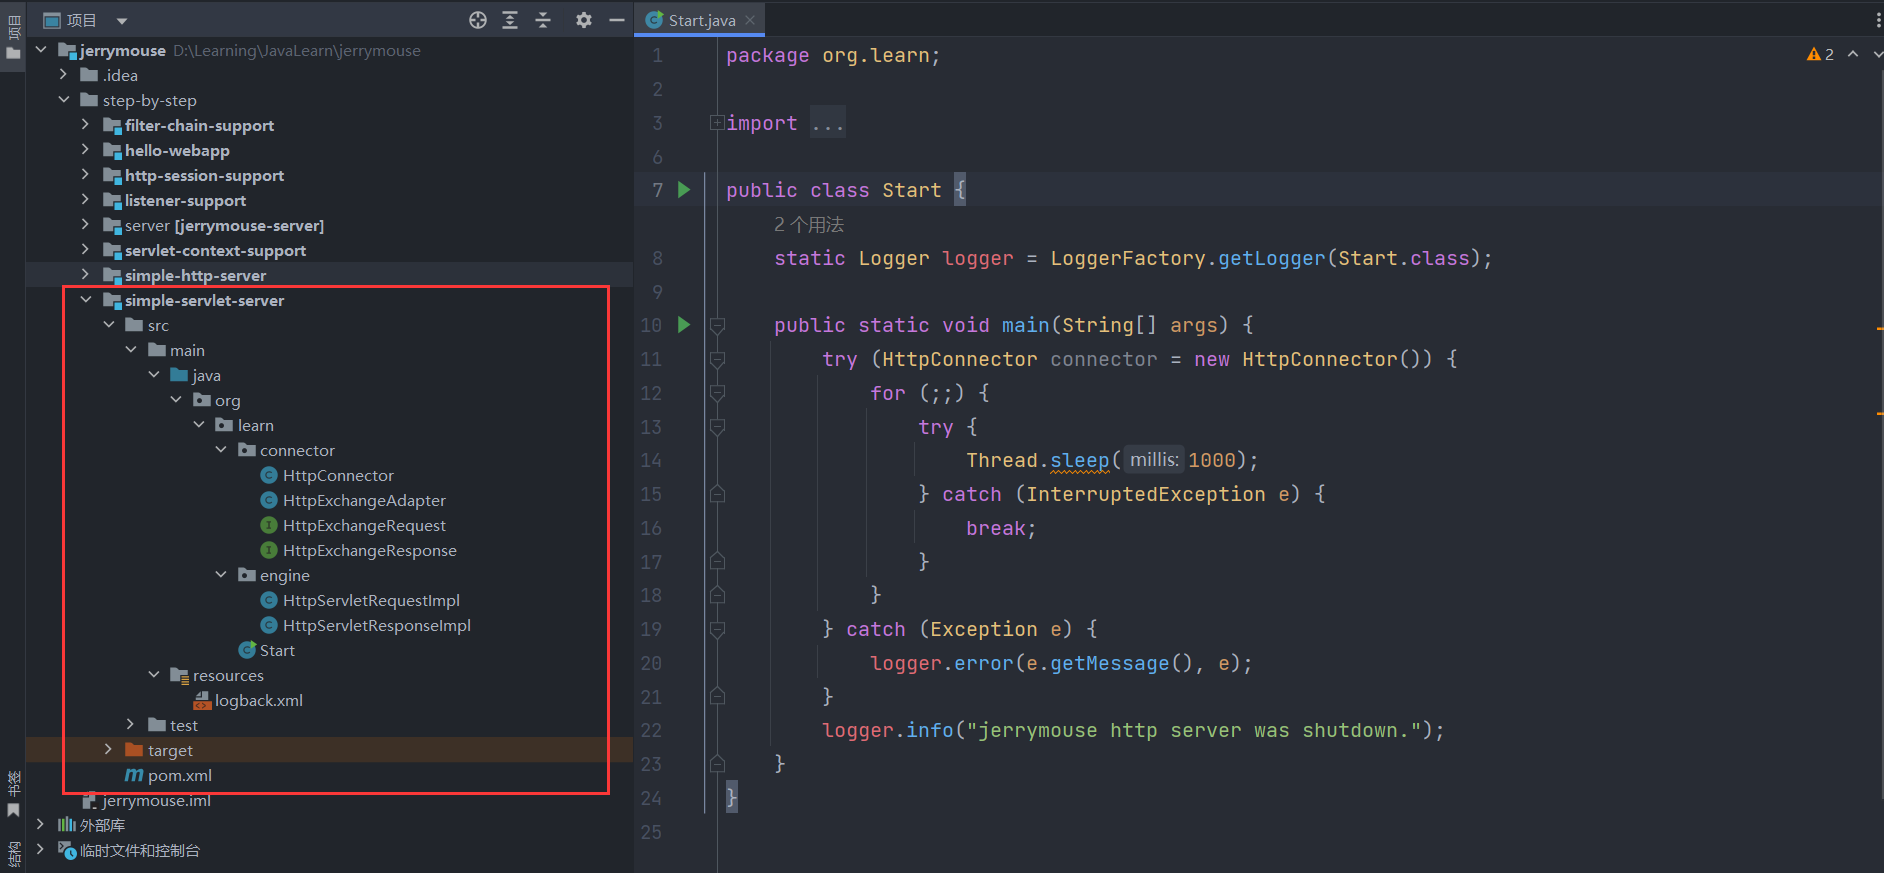 项目
书签
结构
项目
jerrymouse D:\Learning\JavaLearn\jerrymouse
.idea
step-by-step
filter-chain-support
hello-webapp
http-session-support
listener-support
server [jerrymouse-server]
servlet-context-support
simple-http-server
simple-servlet-server
src
main
java
org
learn
connector
HttpConnector
HttpExchangeAdapter
HttpExchangeRequest
HttpExchangeResponse
engine
HttpServletRequestImpl
HttpServletResponseImpl
Start
resources
logback.xml
test
target
pom.xml
jerrymouse.iml
外部库
临时文件和控制台
Start.java
2
1 package org.learn;
2
3 import ...
6
7 public class Start {
2 个用法
8 static Logger logger = LoggerFactory.getLogger(Start.class);
9
10 public static void main(String[] args) {
11 try (HttpConnector connector = new HttpConnector()) {
12 for (;;) {
13 try {
14 Thread.sleep( millis: 1000);
15 } catch (InterruptedException e) {
16 break;
17 }
18 }
19 } catch (Exception e) {
20 logger.error(e.getMessage(), e);
21 }
22 logger.info("jerrymouse http server was shutdown.");
23 }
24 }
25